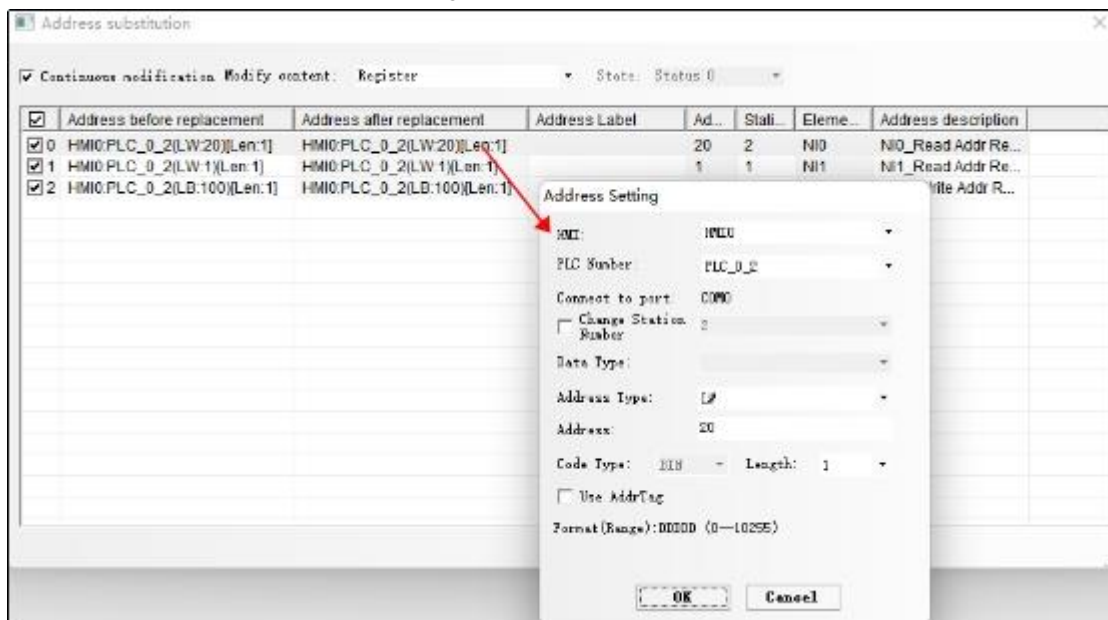 Address substitution
Continuous modification Modify content: Register State: Status 0
Address before replacement Address after replacement Address Label Ad... Stati... Eleme... Address description
0 HMI0:PLC_0_2(LW:20)[Len:1] HMI0:PLC_0_2(LW:20)[Len:1] 20 2 NI0 NI0_Read Addr Re...
1 HMI0:PLC_0_2(LW:1)[Len:1] HMI0:PLC_0_2(LW:1)[Len:1] 1 1 NI1 NI1_Read Addr Re...
2 HMI0:PLC_0_2(LB:100)[Len:1] HMI0:PLC_0_2(LB:100)[Len:1] rite Addr R...
Address Setting
HMI: HMI0
PLC Number PLC_0_2
Connect to port: COM0
Change Station 2
Number
Data Type:
Address Type: LW
Address: 20
Code Type: BIN Length: 1
Use AddrTag
Format(Range):DDDDD (0—10255)
OK Cancel